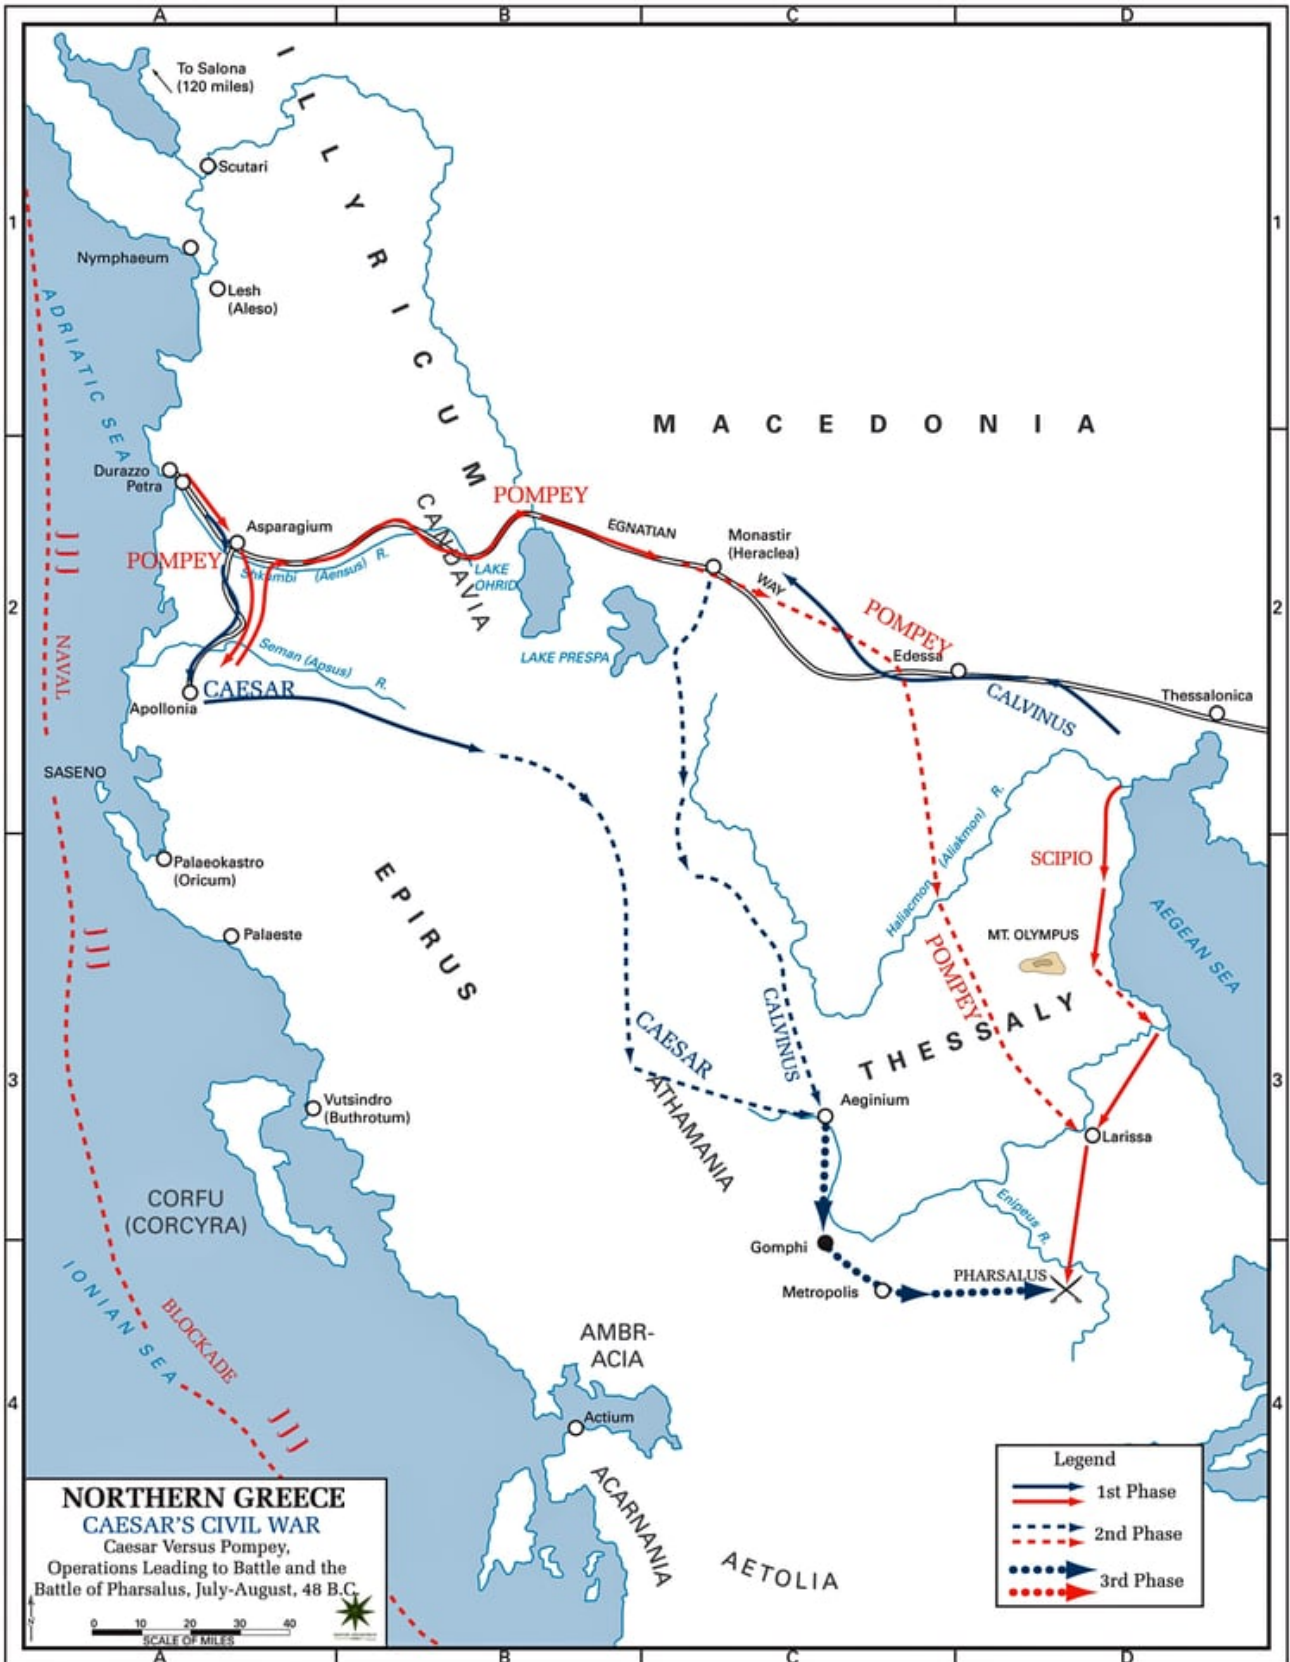 A B C D
I L L Y R I C U M
To Salona
(120 miles)
Scutari
1 1
Nymphaeum
Lesh
(Aleso)
ADRIATIC SEA
MACEDONIA
Durazzo
Petra
POMPEY
CANDAVIA
Asparagium
EGNATIAN
Monastir
(Heraclea)
POMPEY
Shkumbi (Aensus) R.
LAKE
OHRID
WAY
2 2
POMPEY
NAVAL
Seman (Apsus) R.
LAKE PRESPA
Edessa
CAESAR
Apollonia
CALVINUS
Thessalonica
SASENO
Haliacmon (Aliakmon) R.
SCIPIO
Palaeokastro
(Oricum)
EPIRUS
AEGEAN SEA
Palaeste
MT. OLYMPUS
POMPEY
CAESAR
CALVINUS
THESSALY
3 3
Vutsindro
(Buthrotum)
ATHAMANIA
Aeginium
Larissa
CORFU
(CORCYRA)
Enipeus R.
Gomphi
IONIAN SEA
PHARSALUS
Metropolis
BLOCKADE
AMBR-
ACIA
4 4
Actium
ACARNANIA
AETOLIA
Legend
1st Phase
2nd Phase
3rd Phase
NORTHERN GREECE
CAESAR'S CIVIL WAR
Caesar Versus Pompey,
Operations Leading to Battle and the
Battle of Pharsalus, July-August, 48 B.C.
N
0 10 20 30 40
SCALE OF MILES
A B C D